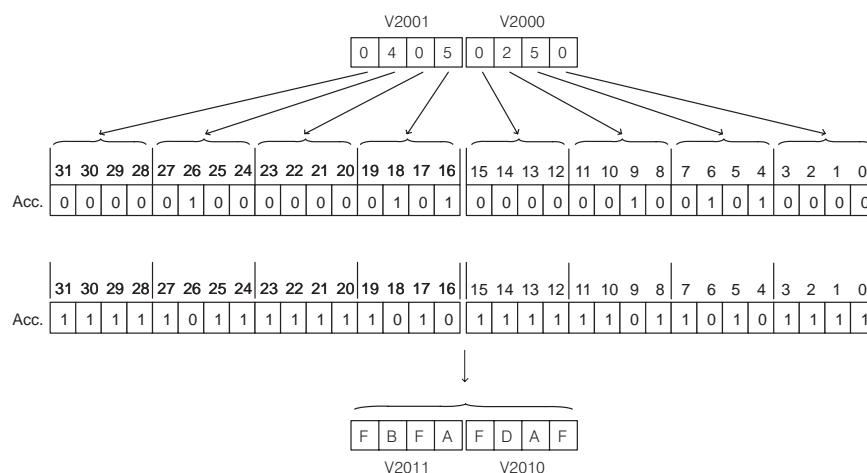 V2001 V2000
0 4 0 5 0 2 5 0
31 30 29 28 27 26 25 24 23 22 21 20 19 18 17 16 15 14 13 12 11 10 9 8 7 6 5 4 3 2 1 0
Acc. 0 0 0 0 0 1 0 0 0 0 0 0 0 1 0 1 0 0 0 0 0 0 1 0 0 1 0 1 0 0 0 0
31 30 29 28 27 26 25 24 23 22 21 20 19 18 17 16 15 14 13 12 11 10 9 8 7 6 5 4 3 2 1 0
Acc. 1 1 1 1 1 0 1 1 1 1 1 1 1 0 1 0 1 1 1 1 1 1 0 1 1 0 1 0 1 1 1 1
F B F A F D A F
V2011 V2010